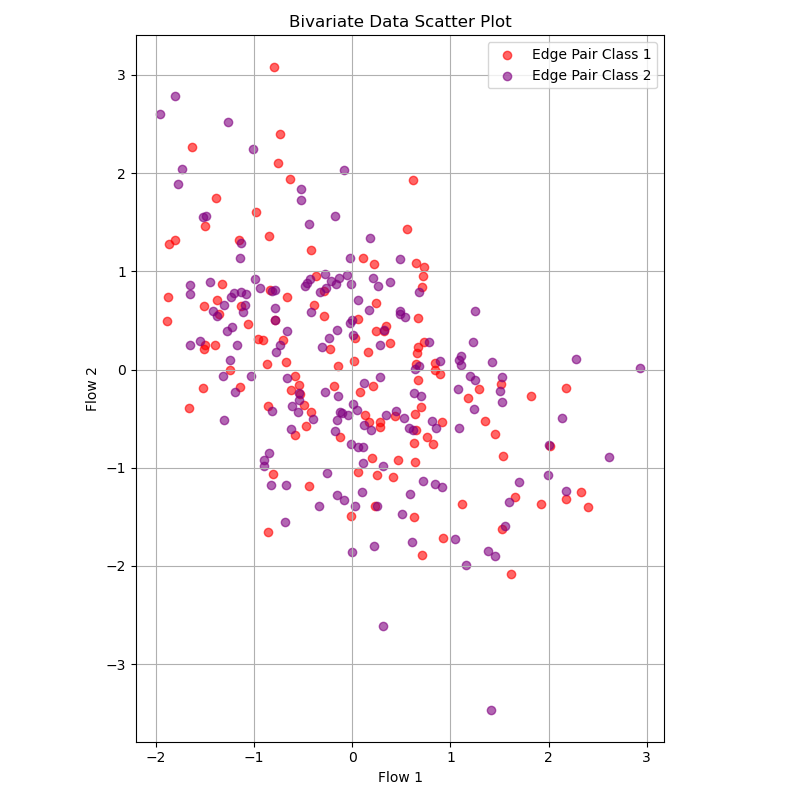 Bivariate Data Scatter Plot
Edge Pair Class 1
Edge Pair Class 2
3
2
1
0
−1
−2
−3
Flow 2
−2 −1 0 1 2 3
Flow 1